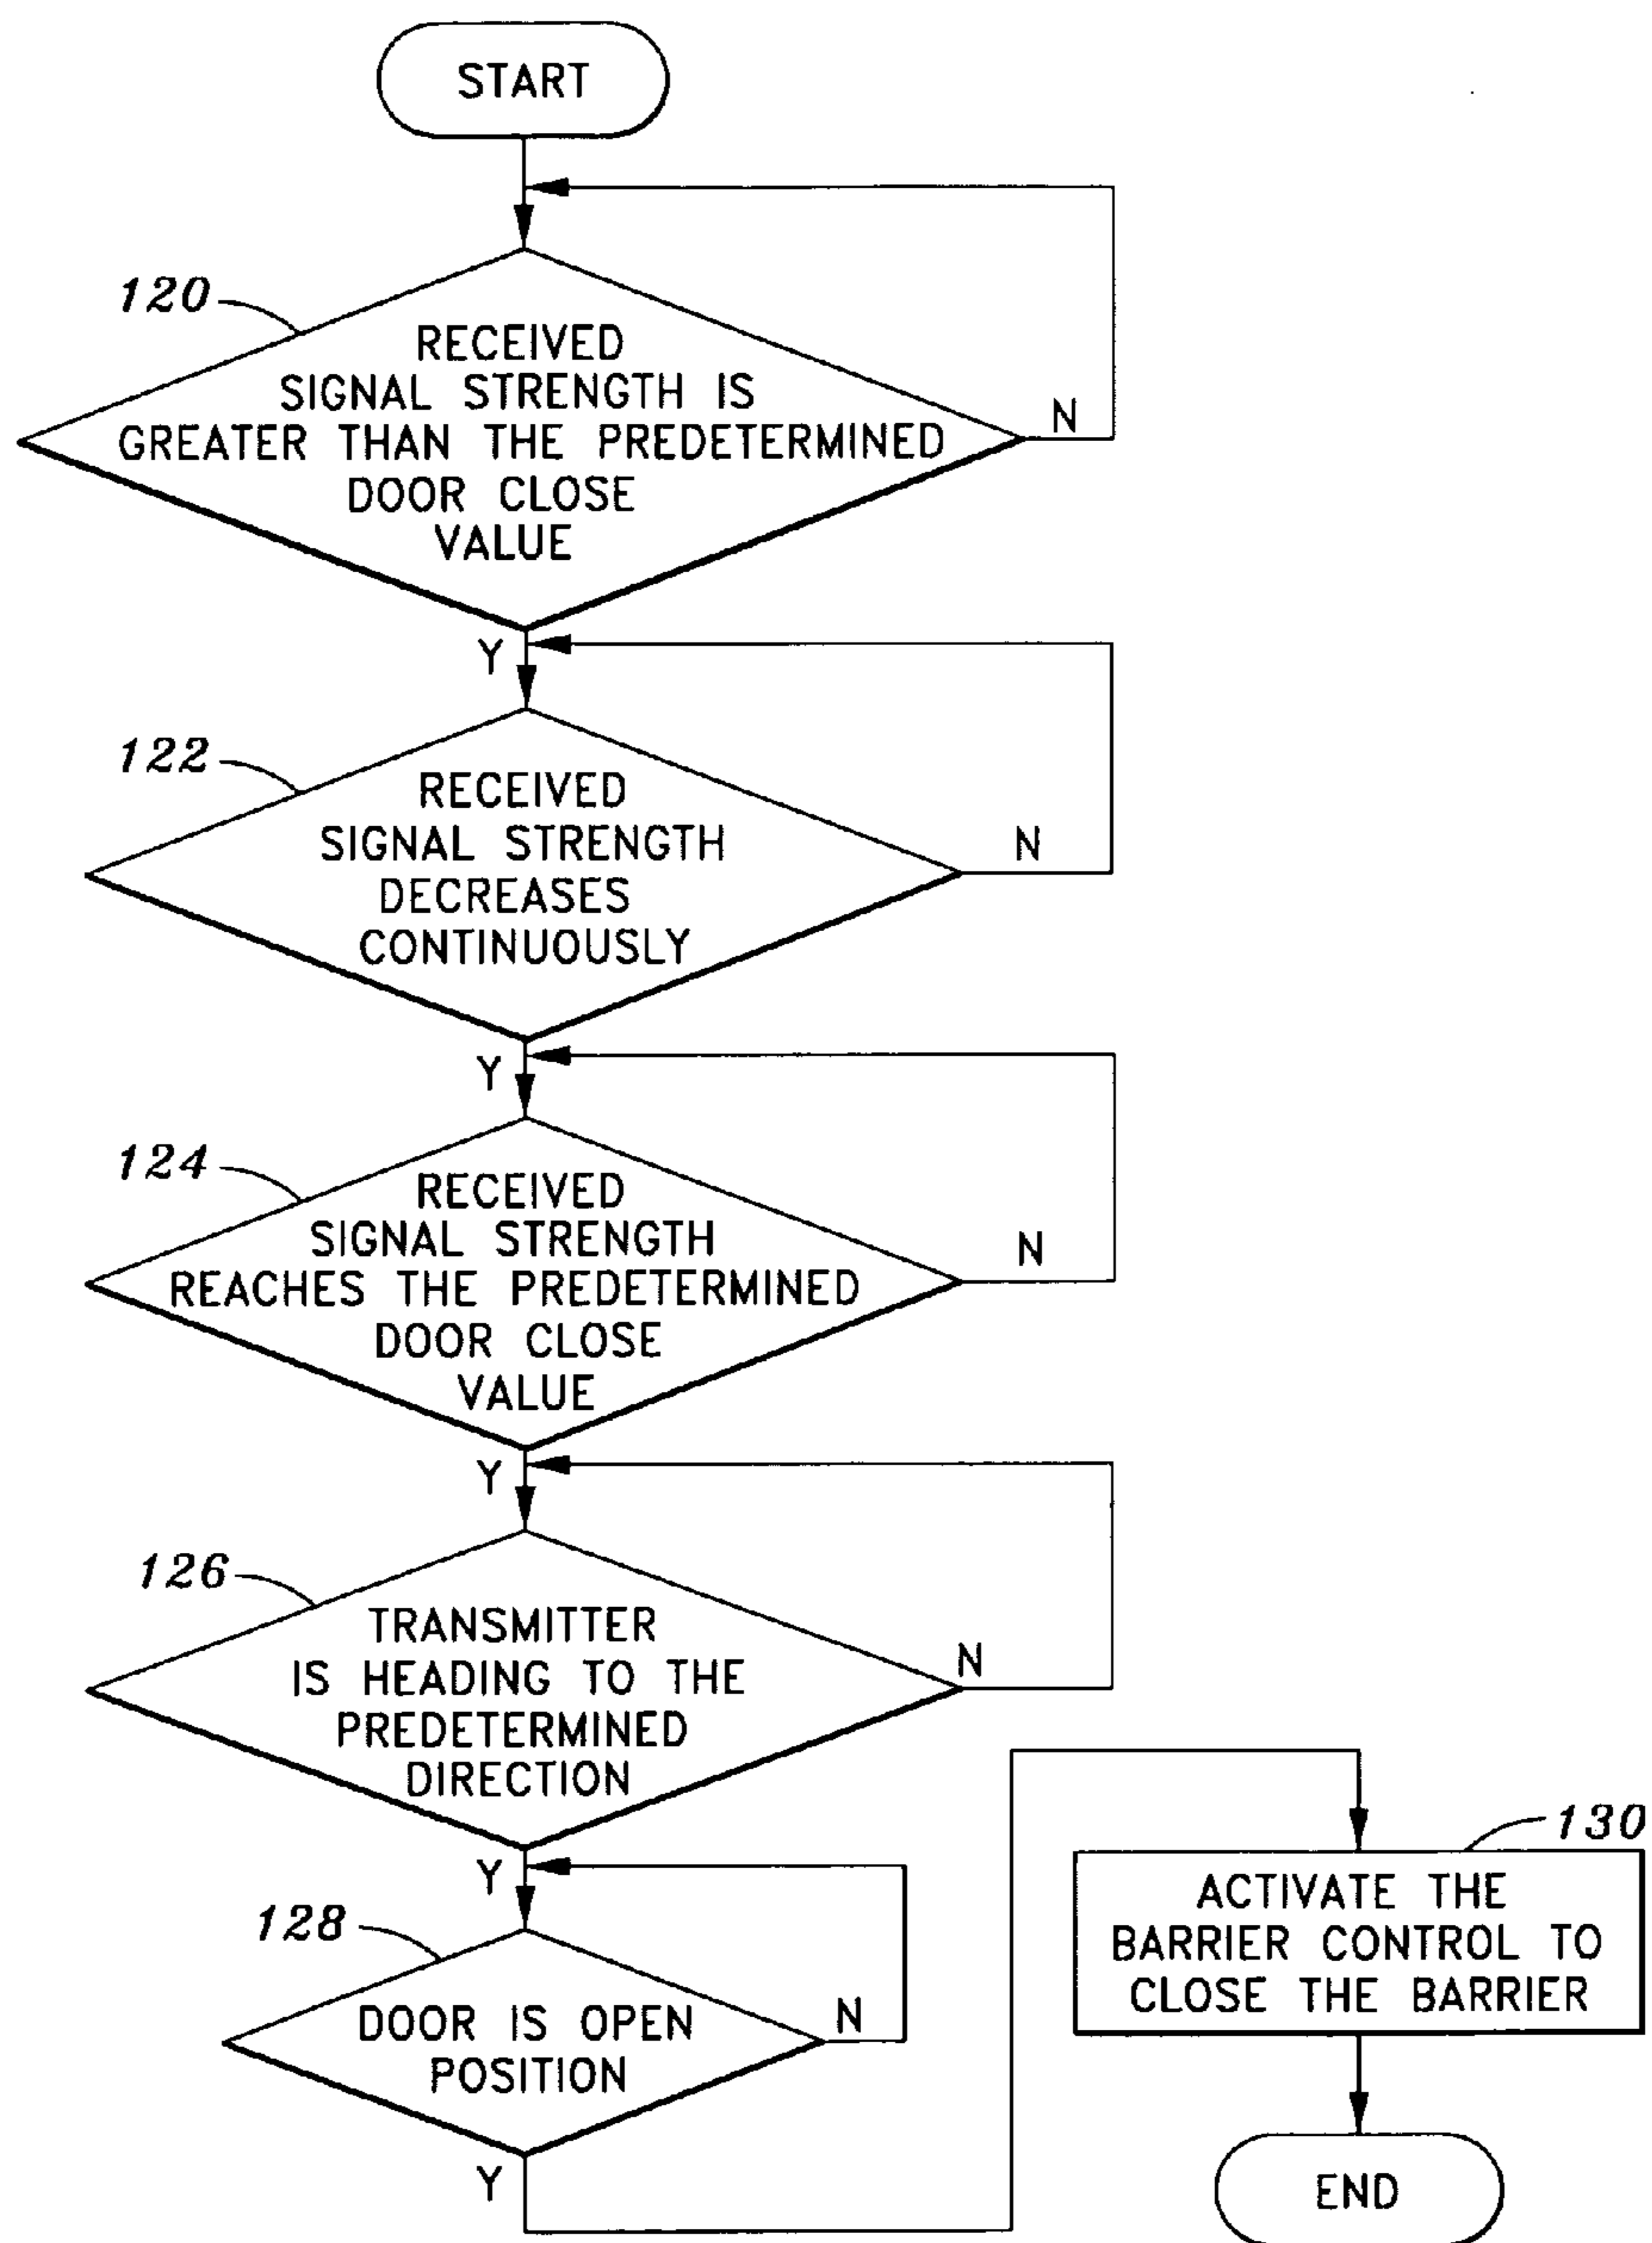 START
120
RECEIVED
SIGNAL STRENGTH IS
GREATER THAN THE PREDETERMINED
DOOR CLOSE
VALUE
N
Y
122
RECEIVED
SIGNAL STRENGTH
DECREASES
CONTINUOUSLY
N
Y
124
RECEIVED
SIGNAL STRENGTH
REACHES THE PREDETERMINED
DOOR CLOSE
VALUE
N
Y
126
TRANSMITTER
IS HEADING TO THE
PREDETERMINED
DIRECTION
N
Y
128
DOOR IS OPEN
POSITION
N
Y
130
ACTIVATE THE
BARRIER CONTROL TO
CLOSE THE BARRIER
END